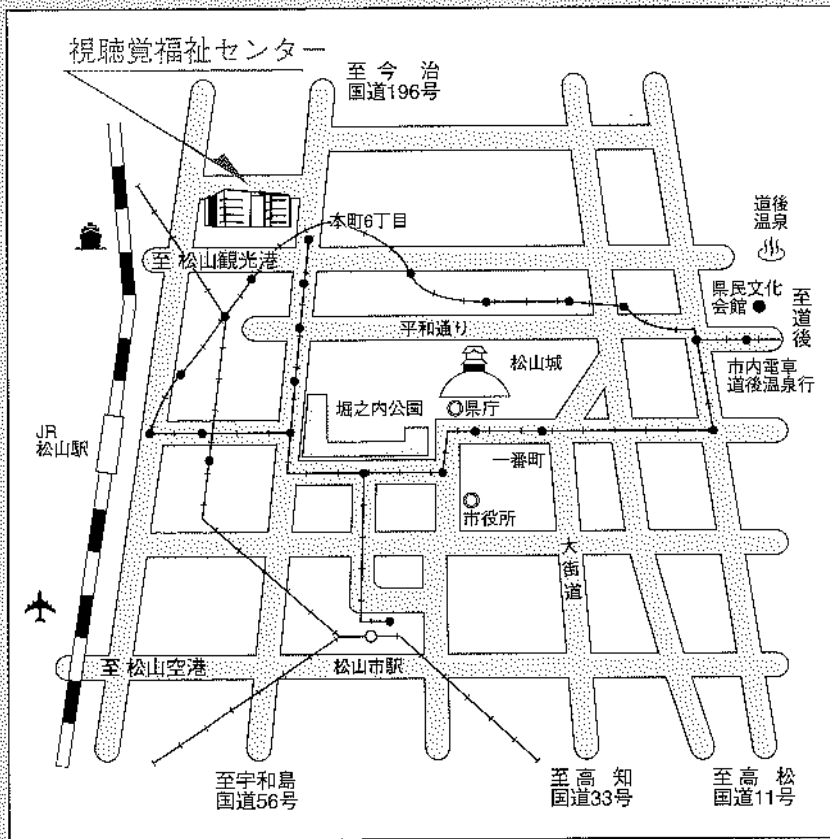 視聴覚福祉センター
至今治
国道196号
本町6丁目
道後
温泉
至松山観光港
県民文化
会館
至道後
平和通り
松山城
市内電車
道後温泉行
堀之内公園
県庁
JR
松山駅
一番町
市役所
大街道
至松山空港
松山市駅
至宇和島
国道56号
至高知
国道33号
至高松
国道11号